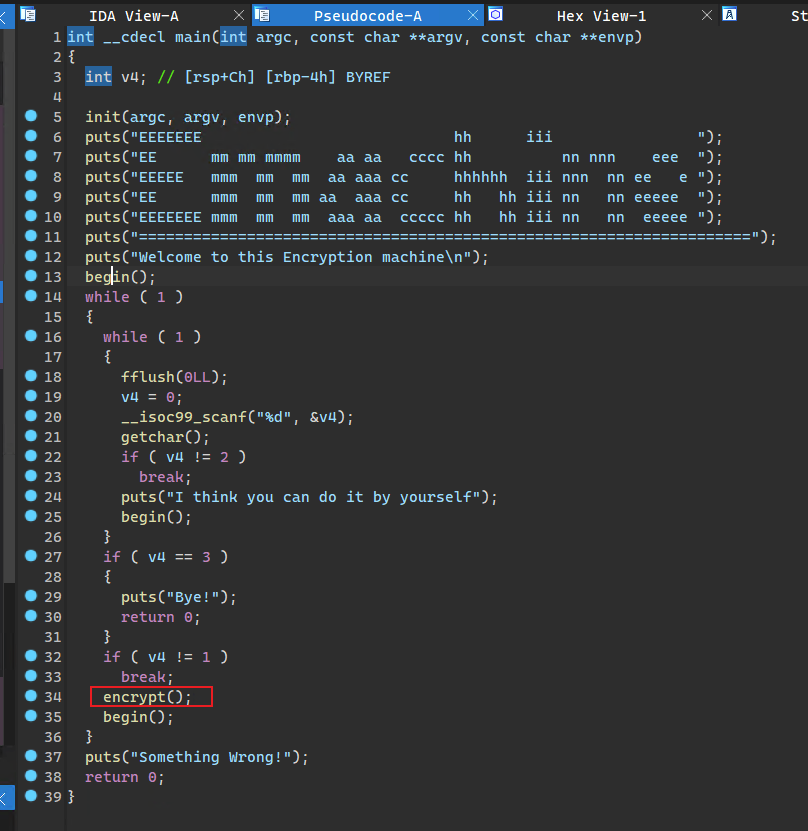 IDA View-A Pseudocode-A Hex View-1 A St
1 int __cdecl main(int argc, const char **argv, const char **envp)
2 {
3   int v4; // [rsp+Ch] [rbp-4h] BYREF
4
5   init(argc, argv, envp);
6   puts("EEEEEEE                            hh      iii                ");
7   puts("EE      mm mm mmmm    aa aa   cccc hh          nn nnn    eee  ");
8   puts("EEEEE   mmm  mm  mm  aa aaa cc     hhhhhh  iii nnn  nn ee   e ");
9   puts("EE      mmm  mm  mm aa  aaa cc     hh   hh iii nn   nn eeeee  ");
10   puts("EEEEEEE mmm  mm  mm  aaa aa  ccccc hh   hh iii nn   nn  eeeee ");
11   puts("====================================================================");
12   puts("Welcome to this Encryption machine\n");
13   begin();
14   while ( 1 )
15   {
16     while ( 1 )
17     {
18       fflush(0LL);
19       v4 = 0;
20       __isoc99_scanf("%d", &v4);
21       getchar();
22       if ( v4 != 2 )
23         break;
24       puts("I think you can do it by yourself");
25       begin();
26     }
27     if ( v4 == 3 )
28     {
29       puts("Bye!");
30       return 0;
31     }
32     if ( v4 != 1 )
33       break;
34     encrypt();
35     begin();
36   }
37   puts("Something Wrong!");
38   return 0;
39 }